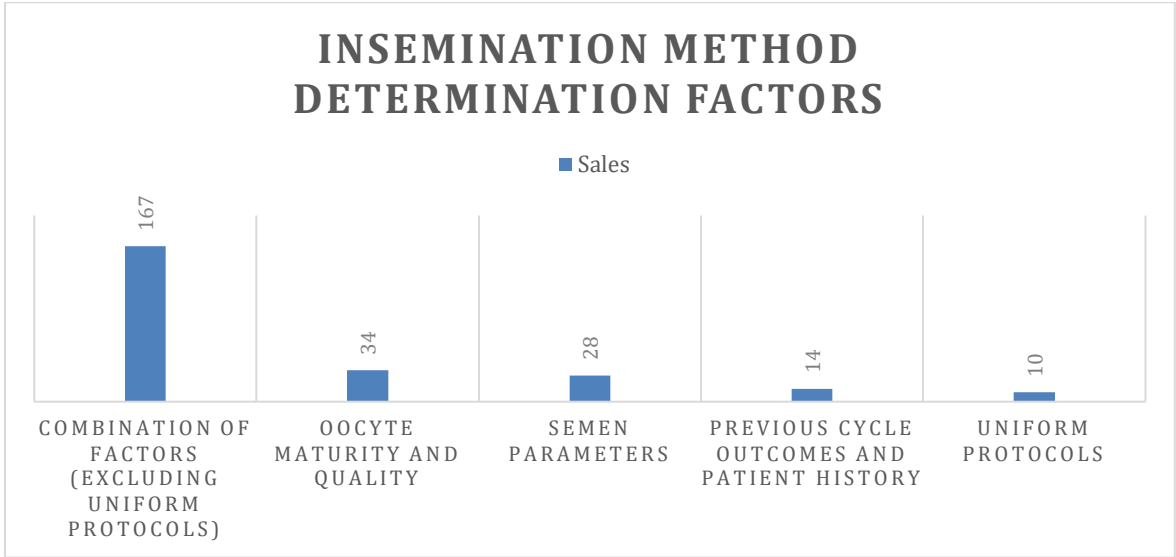 INSEMINATION METHOD
DETERMINATION FACTORS
Sales
167
34
28
14
10
COMBINATION OF
FACTORS
(EXCLUDING
UNIFORM
PROTOCOLS)
OOCYTE
MATURITY AND
QUALITY
SEMEN
PARAMETERS
PREVIOUS CYCLE
OUTCOMES AND
PATIENT HISTORY
UNIFORM
PROTOCOLS